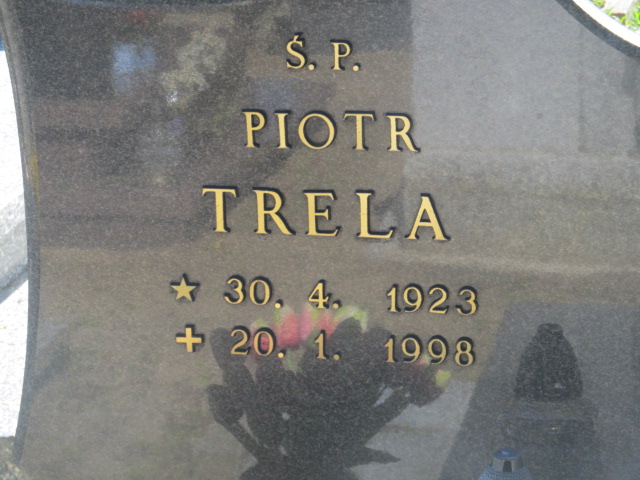 Ś. P.
PIOTR
TRELA
★ 30. 4. 1923
✚ 20. 1. 1998